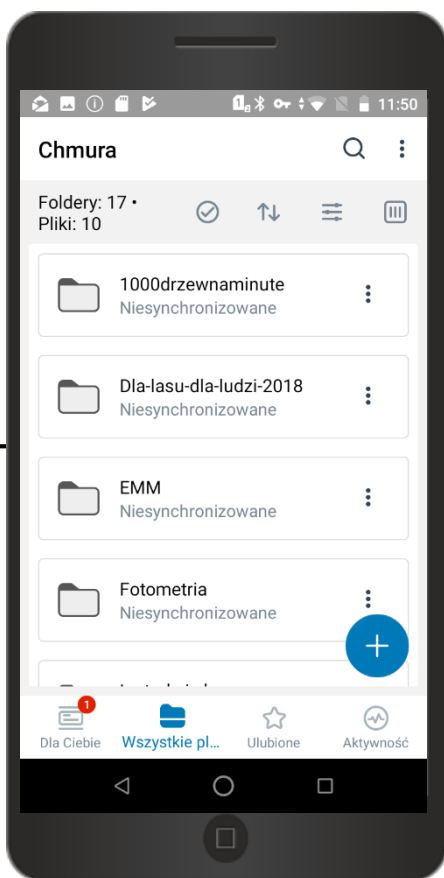 11:50
Chmura
Foldery: 17 •
Pliki: 10
1000drzewnaminute
Niesynchronizowane
Dla-lasu-dla-ludzi-2018
Niesynchronizowane
EMM
Niesynchronizowane
Fotometria
Niesynchronizowane
1
Dla Ciebie Wszystkie pl... Ulubione Aktywność